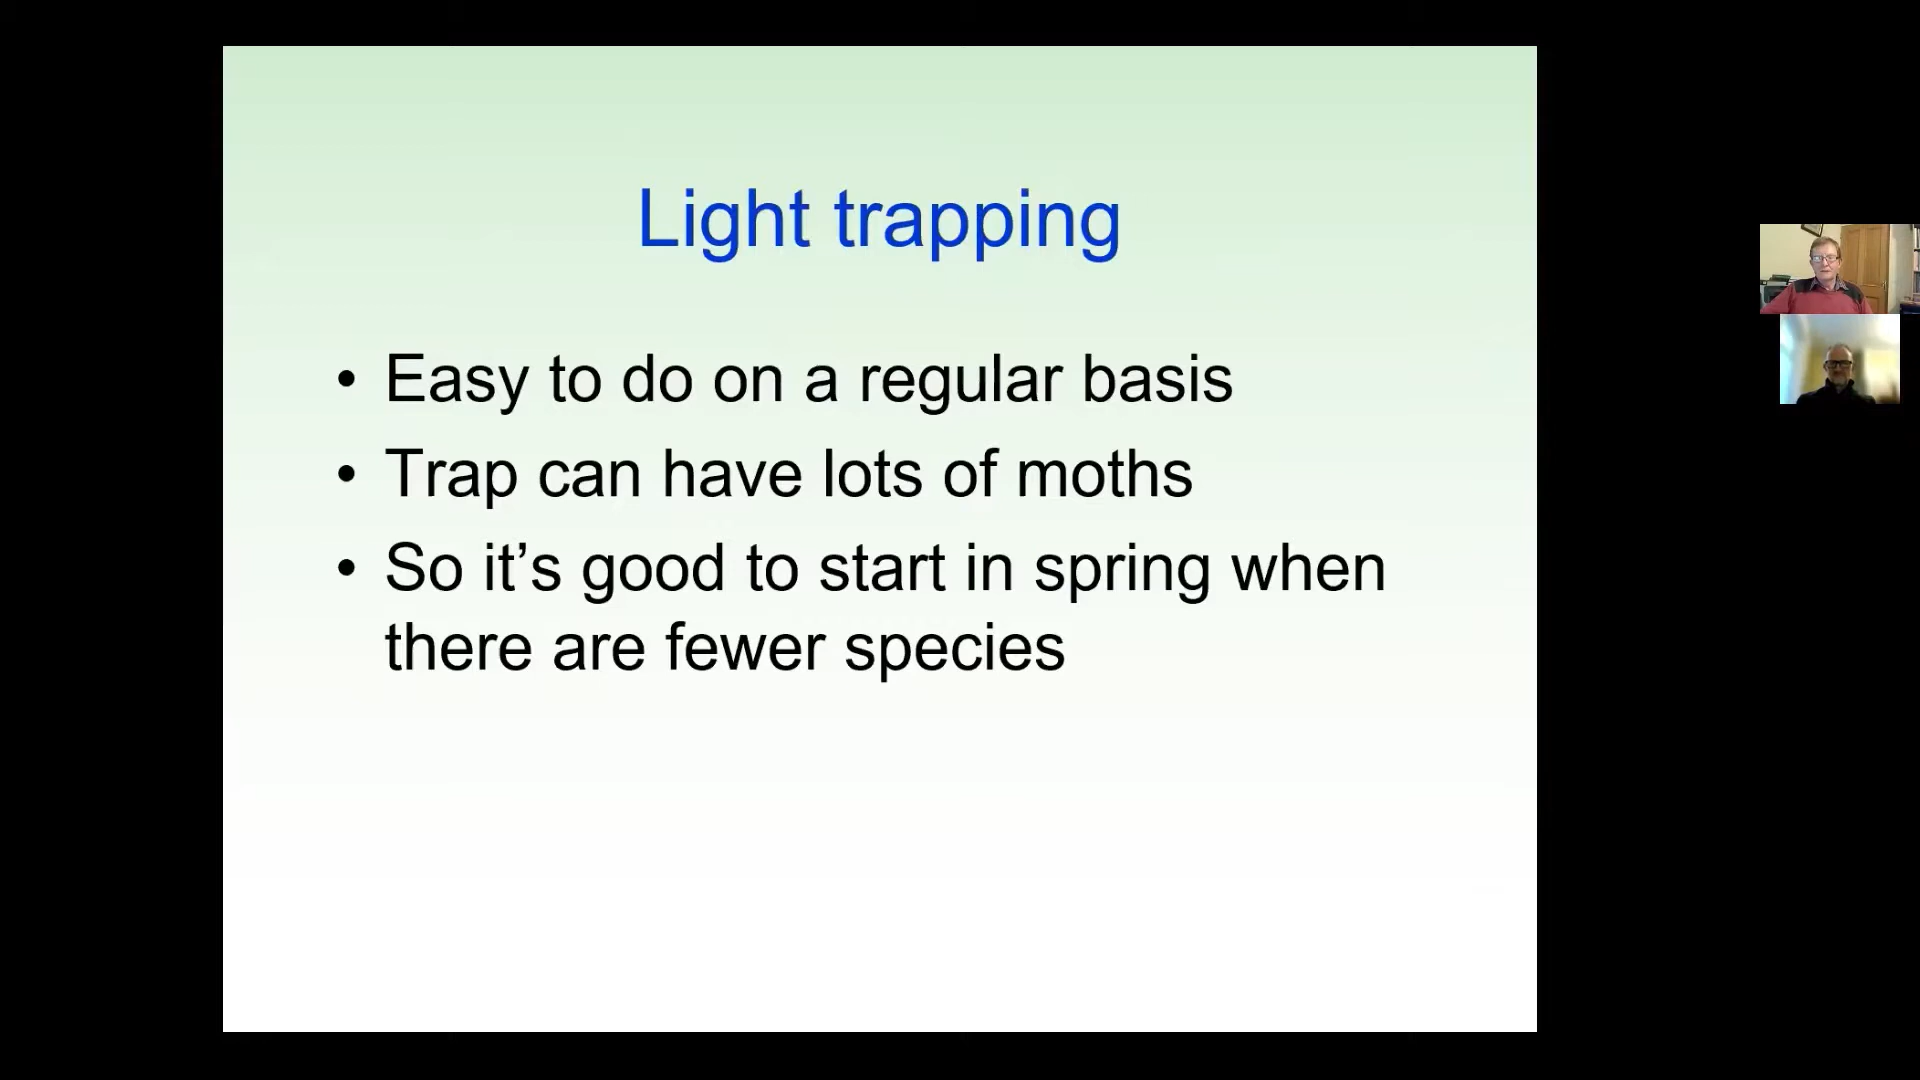 Light trapping
• Easy to do on a regular basis
• Trap can have lots of moths
• So it’s good to start in spring when
there are fewer species